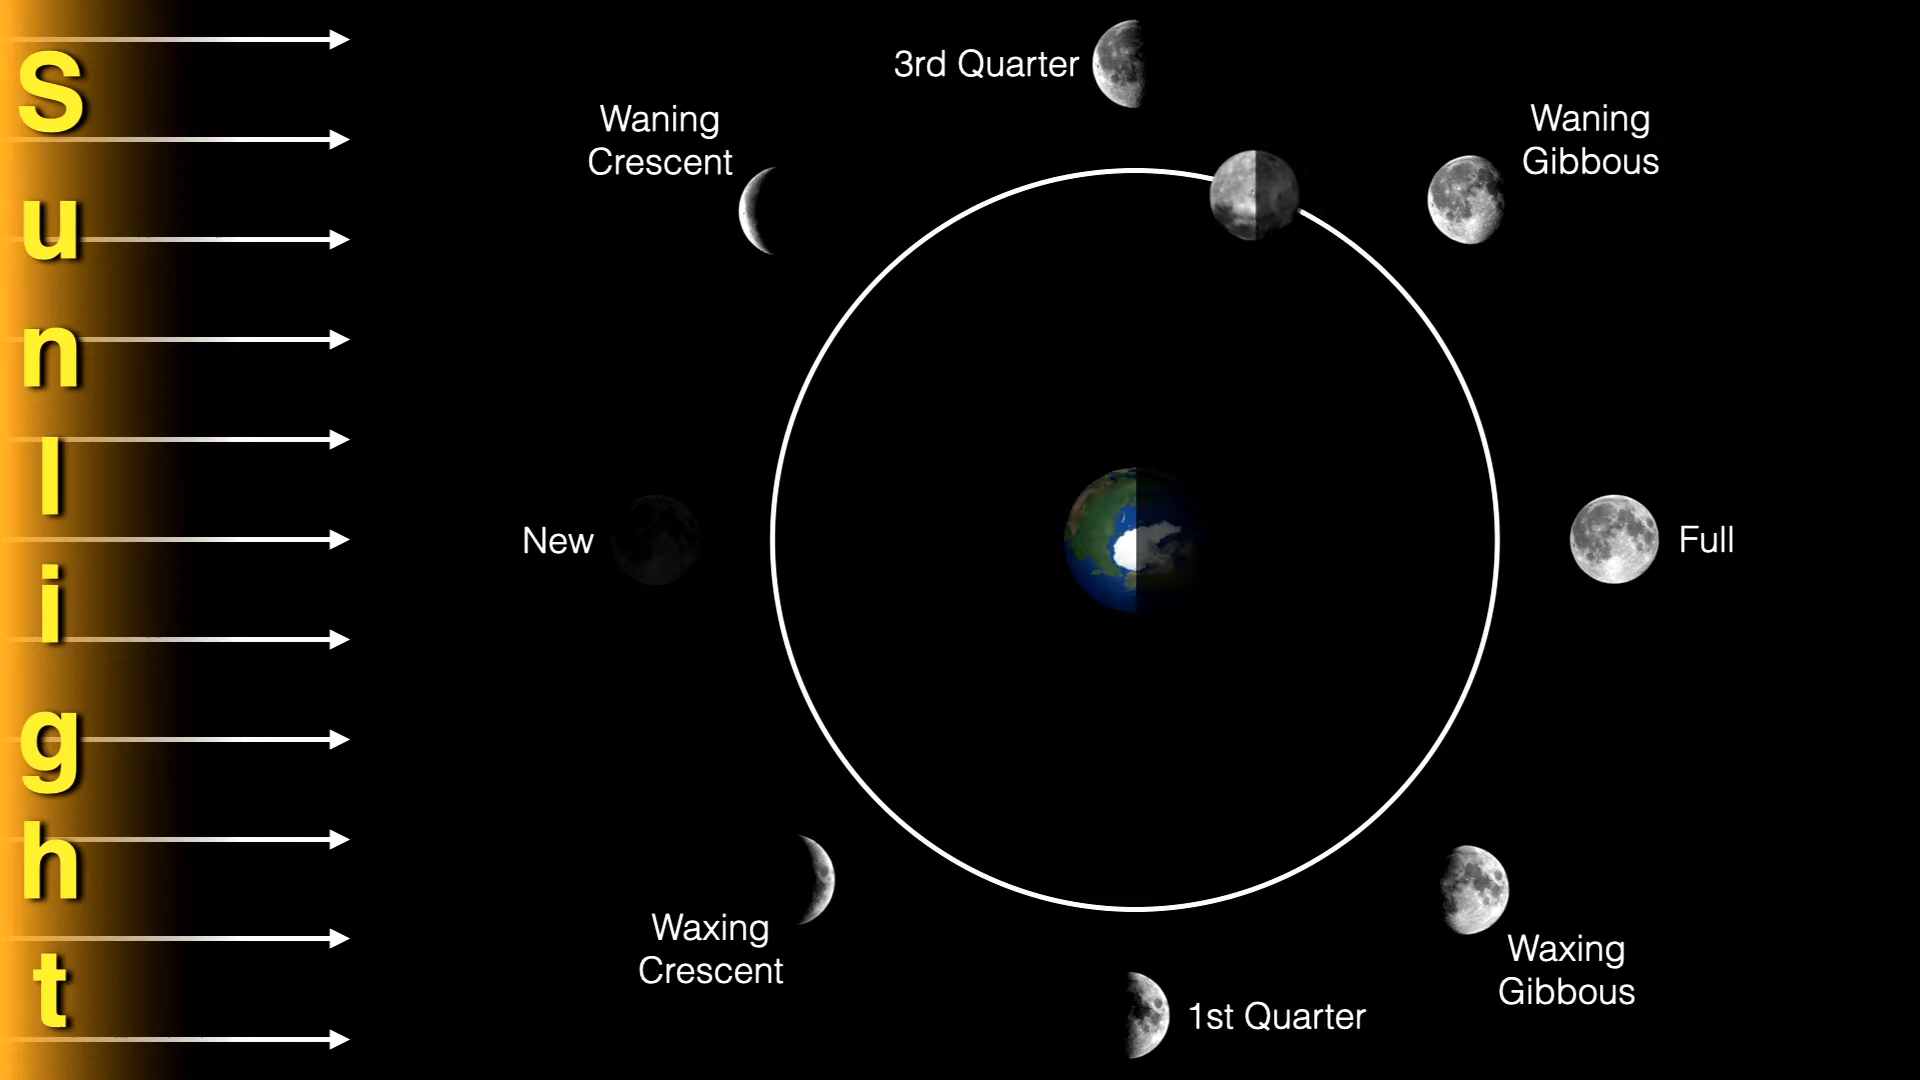 Sunlight
3rd Quarter
Waning
Crescent
Waning
Gibbous
New
Full
Waxing
Crescent
Waxing
Gibbous
1st Quarter